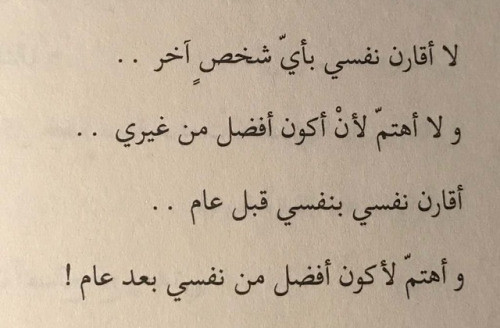 لا أقارن نفسي بأيّ شخصٍ آخر . .
و لا أهتمّ لأنْ أكون أفضل من غيري . .
أقارن نفسي بنفسي قبل عام . .
و أهتمّ لأكون أفضل من نفسي بعد عام !